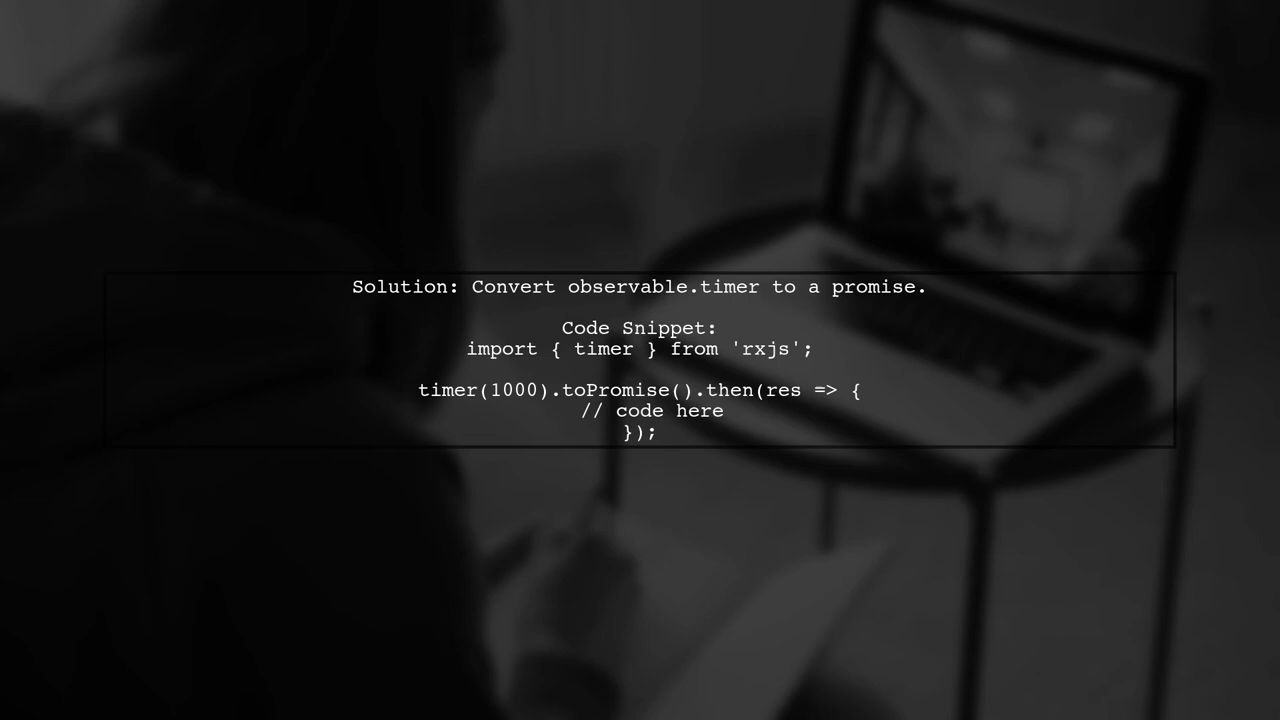 Solution: Convert observable.timer to a promise.
Code Snippet:
import { timer } from 'rxjs';
timer(1000).toPromise().then(res => {
// code here
});